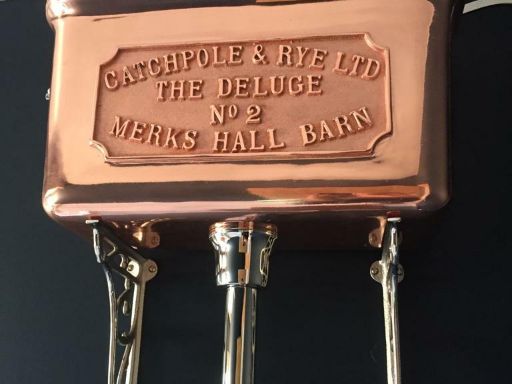 CATCHPOLE & RYE LTD
THE DELUGE
No 2
MERKS HALL BARN